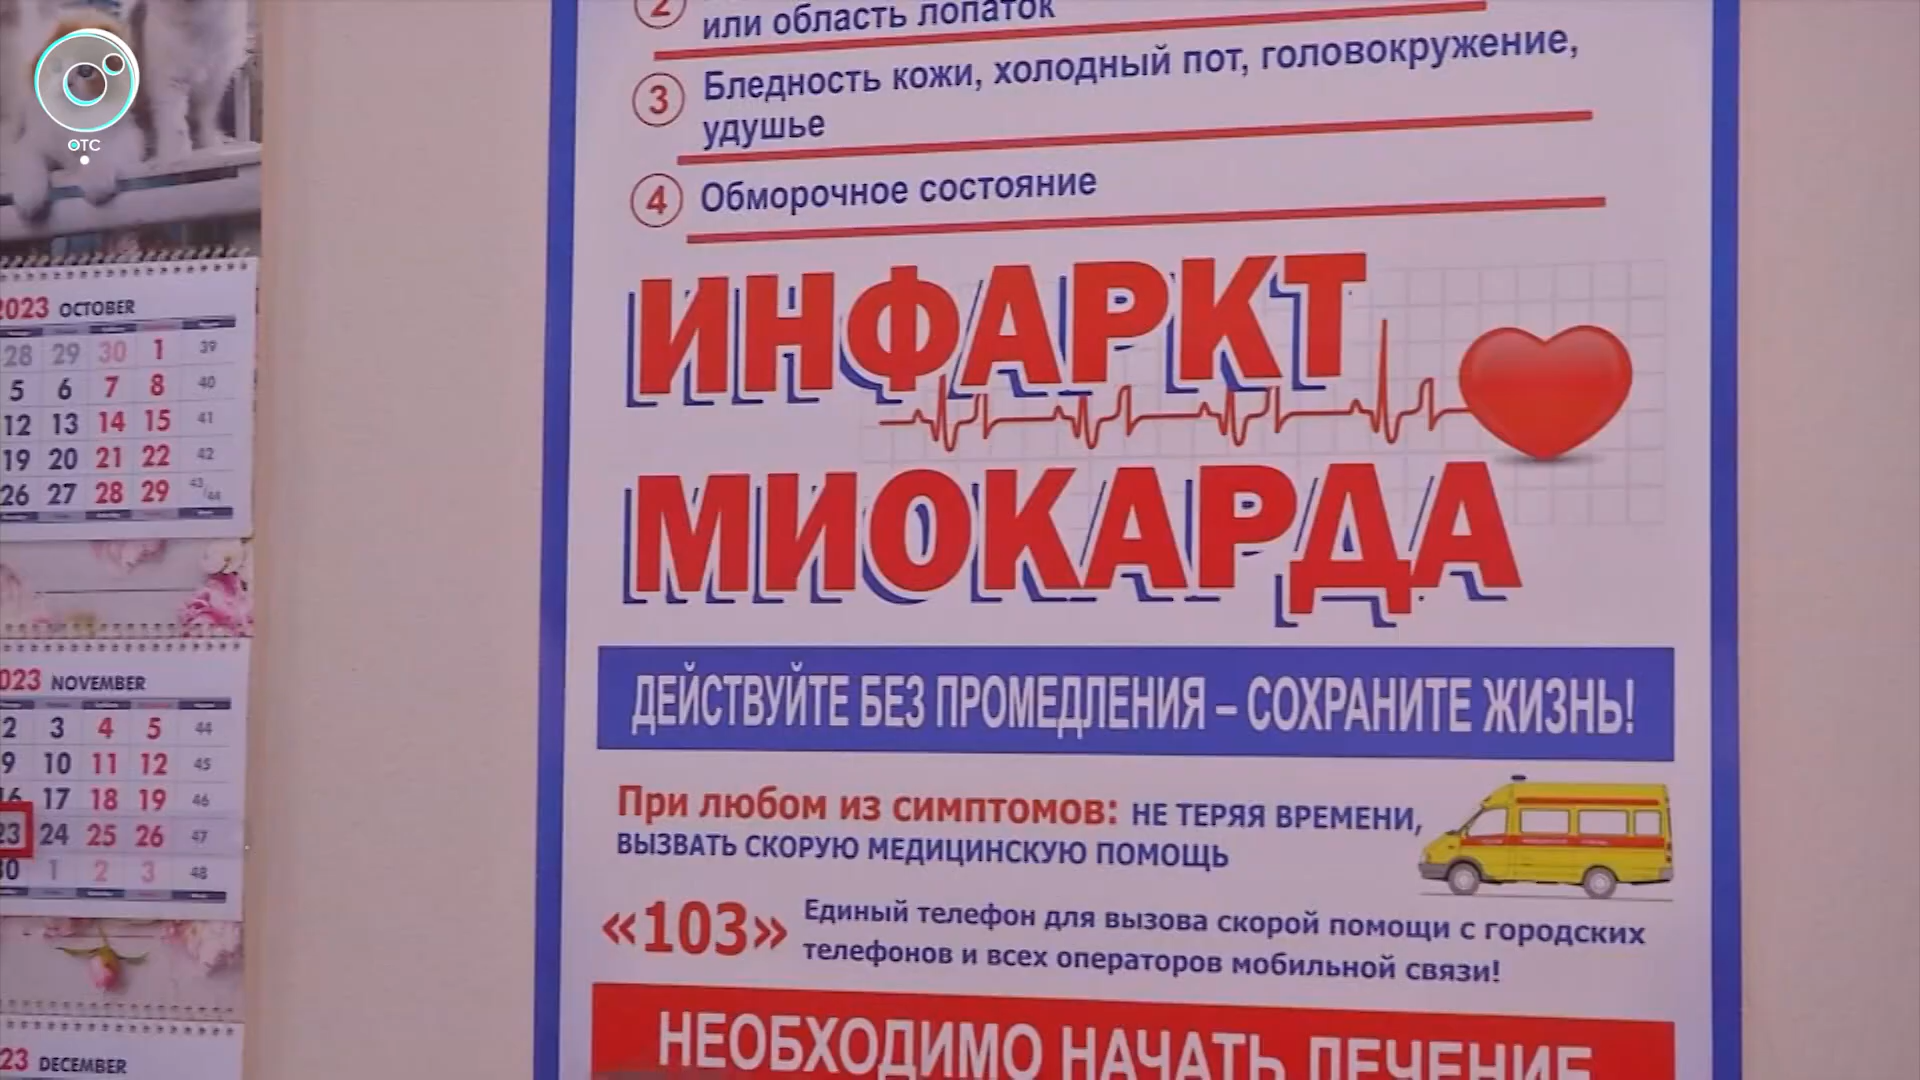 ОТС
2
или область лопаток
3 Бледность кожи, холодный пот, головокружение,
удушье
4 Обморочное состояние
ИНФАРКТ
МИОКАРДА
ДЕЙСТВУЙТЕ БЕЗ ПРОМЕДЛЕНИЯ – СОХРАНИТЕ ЖИЗНЬ!
При любом из симптомов: НЕ ТЕРЯЯ ВРЕМЕНИ,
ВЫЗВАТЬ СКОРУЮ МЕДИЦИНСКУЮ ПОМОЩЬ
«103» Единый телефон для вызова скорой помощи с городских
телефонов и всех операторов мобильной связи!
НЕОБХОДИМО НАЧАТЬ ЛЕЧЕНИЕ
2023 OCTOBER
28 29 30 1 39
5 6 7 8 40
12 13 14 15 41
19 20 21 22 42
26 27 28 29 43/44
023 NOVEMBER
2 3 4 5 44
9 10 11 12 45
16 17 18 19 46
23 24 25 26 47
30 1 2 3 48
23 DECEMBER